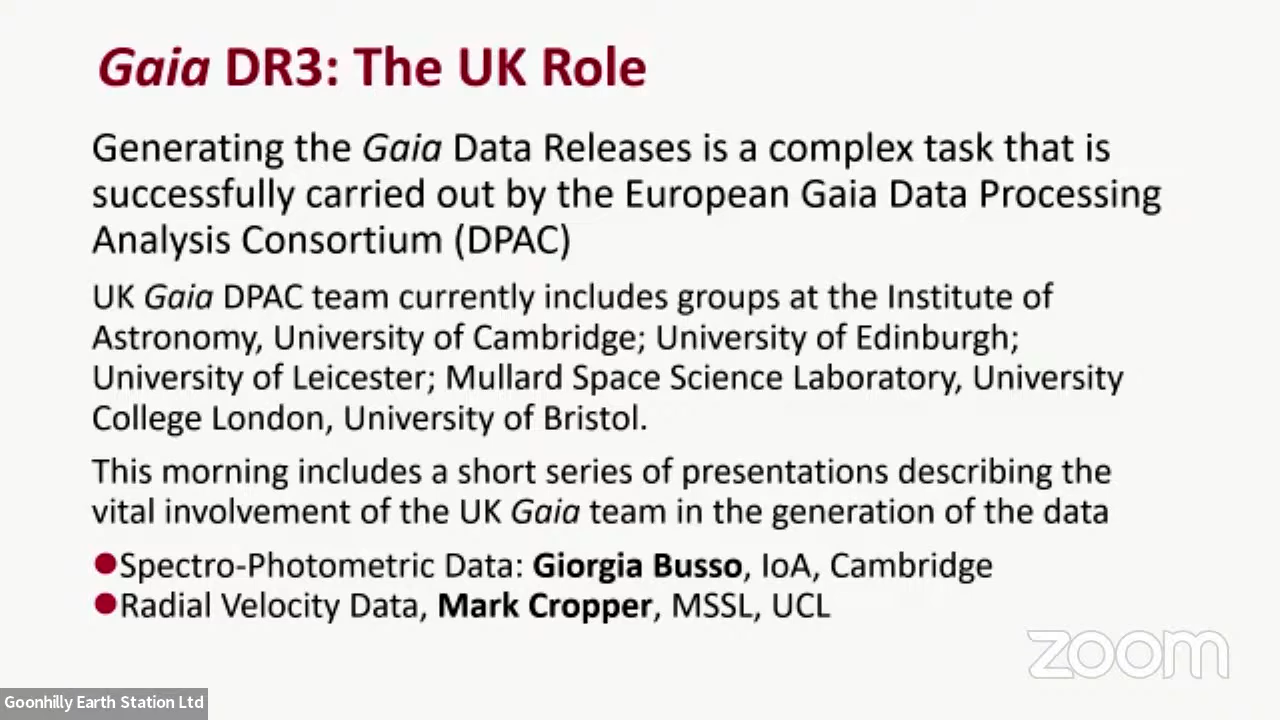 Gaia DR3: The UK Role
Generating the Gaia Data Releases is a complex task that is
successfully carried out by the European Gaia Data Processing
Analysis Consortium (DPAC)
UK Gaia DPAC team currently includes groups at the Institute of
Astronomy, University of Cambridge; University of Edinburgh;
University of Leicester; Mullard Space Science Laboratory, University
College London, University of Bristol.
This morning includes a short series of presentations describing the
vital involvement of the UK Gaia team in the generation of the data
●Spectro-Photometric Data: Giorgia Busso, IoA, Cambridge
●Radial Velocity Data, Mark Cropper, MSSL, UCL
zoom
Goonhilly Earth Station Ltd